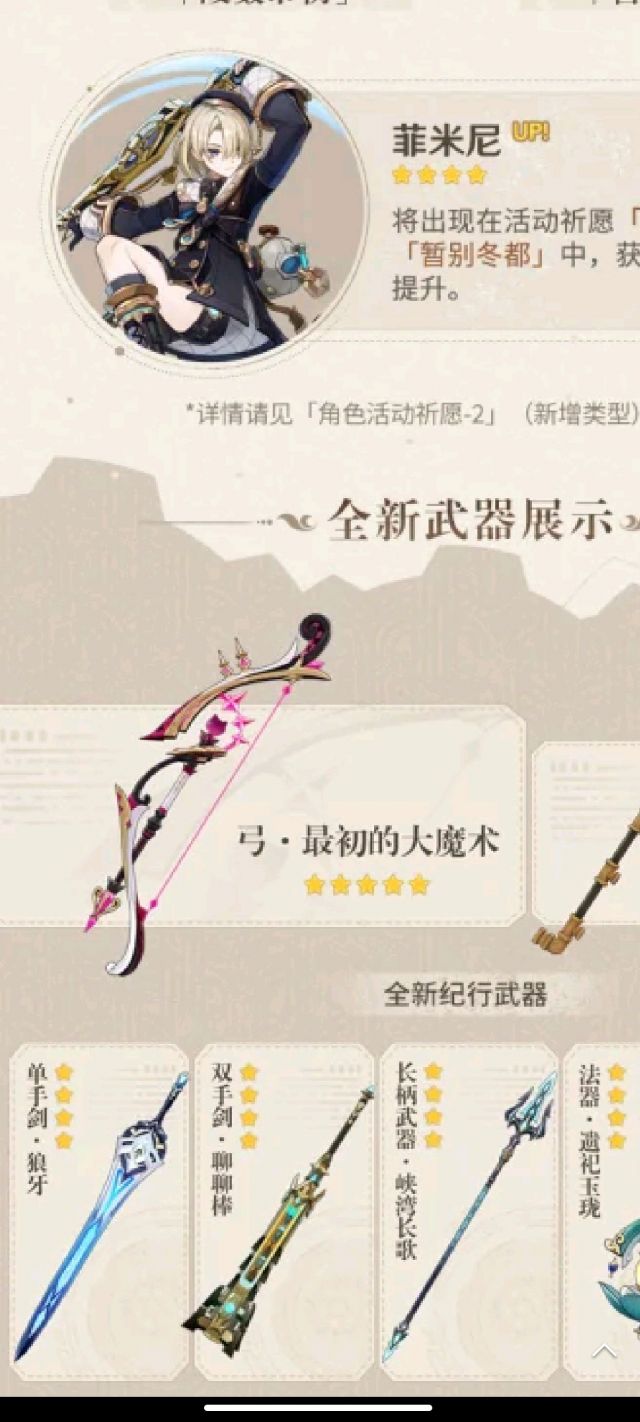 菲米尼 UP!
将出现在活动祈愿「
「暂别冬都」中，获
提升。
*详情请见「角色活动祈愿-2」（新增类型）
全新武器展示
弓·最初的大魔术
全新纪行武器
单手剑·狼牙
双手剑·聊聊棒
长柄武器·峡湾长歌
法器·遗祀玉珑